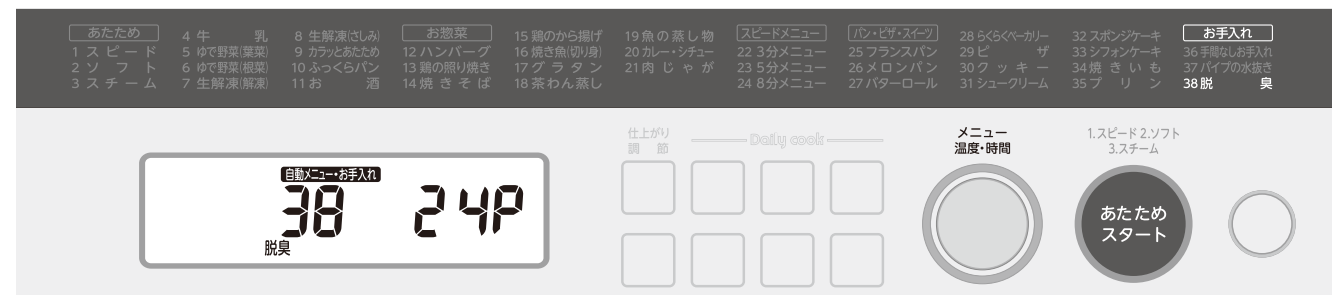 あたため
1 スピード
2 ソフト
3 スチーム
4 牛 乳
5 ゆで野菜(葉菜)
6 ゆで野菜(根菜)
7 生解凍(解凍)
8 生解凍(さしみ)
9 カラッとあたため
10 ふっくらパン
11 お 酒
お惣菜
12 ハンバーグ
13 鶏の照り焼き
14 焼きそば
15 鶏のから揚げ
16 焼き魚(切り身)
17 グラタン
18 茶わん蒸し
19 魚の蒸し物
20 カレー・シチュー
21 肉じゃが
スピードメニュー
22 3分メニュー
23 5分メニュー
24 8分メニュー
パン・ピザ・スイーツ
25 フランスパン
26 メロンパン
27 バターロール
28 らくらくベーカリー
29 ピ ザ
30 クッキー
31 シュークリーム
32 スポンジケーキ
33 シフォンケーキ
34 焼きいも
35 プリン
お手入れ
36 手間なしお手入れ
37 パイプの水抜き
38 脱 臭
自動メニュー・お手入れ
38 24P
脱臭
仕上がり
調 節
Daily cook
メニュー
温度・時間
1.スピード 2.ソフト
3.スチーム
あたため
スタート